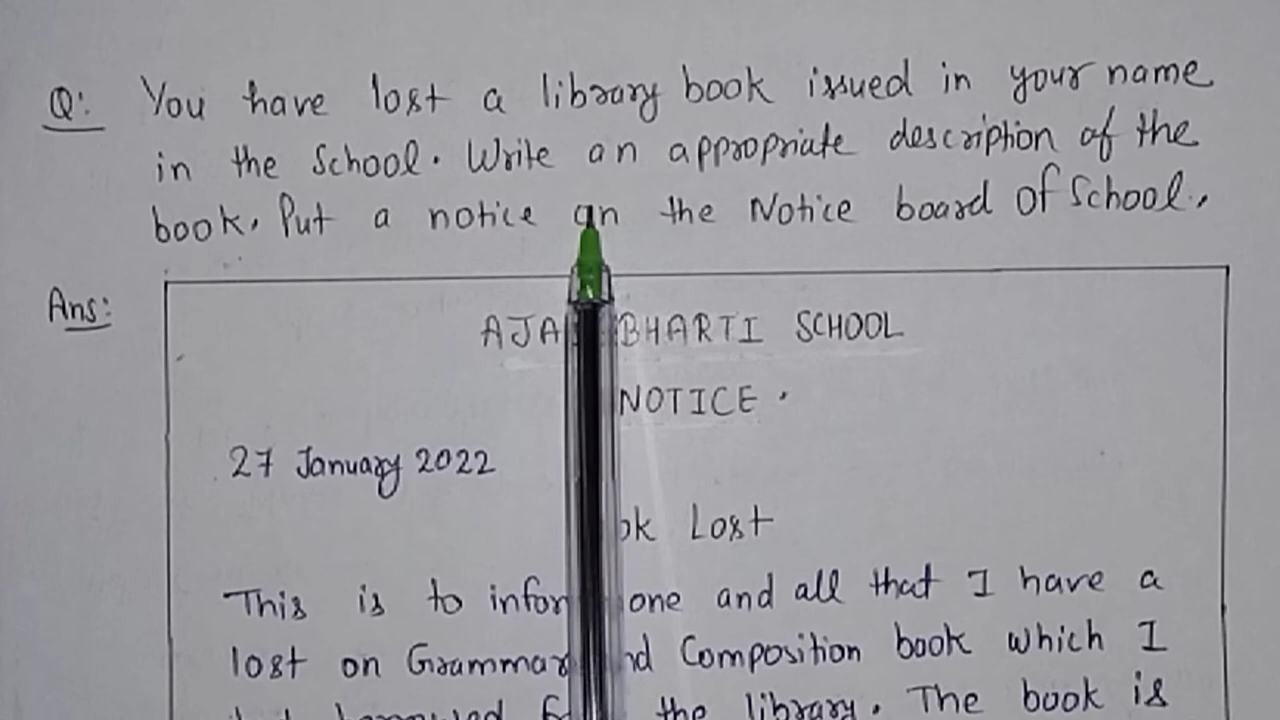 Q: You have lost a library book issued in your name
in the School. Write an appropriate description of the
book. Put a notice an the Notice board of School.
Ans:
BHARTI SCHOOL
NOTICE.
27 January 2022
Lost
This is to one and all that I have a
lost on Grammar Composition book which I
the library. The book is